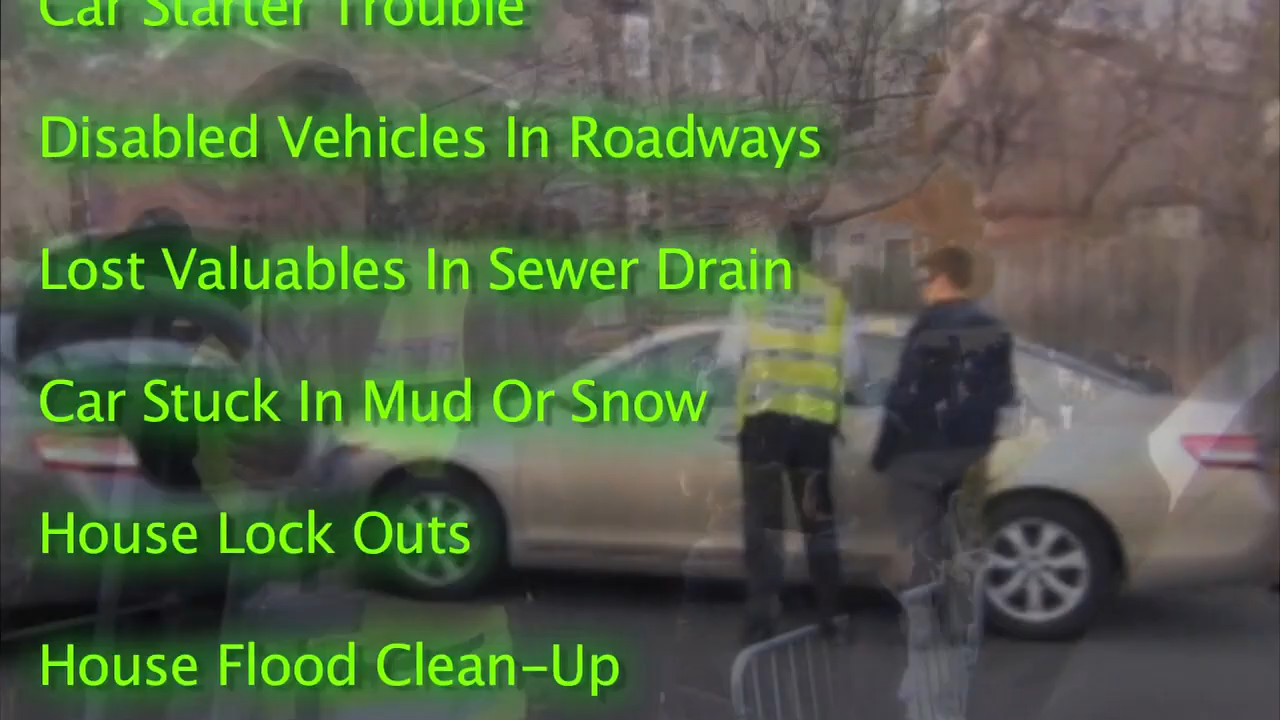 Car Starter Trouble
Disabled Vehicles In Roadways
Lost Valuables In Sewer Drain
Car Stuck In Mud Or Snow
House Lock Outs
House Flood Clean-Up